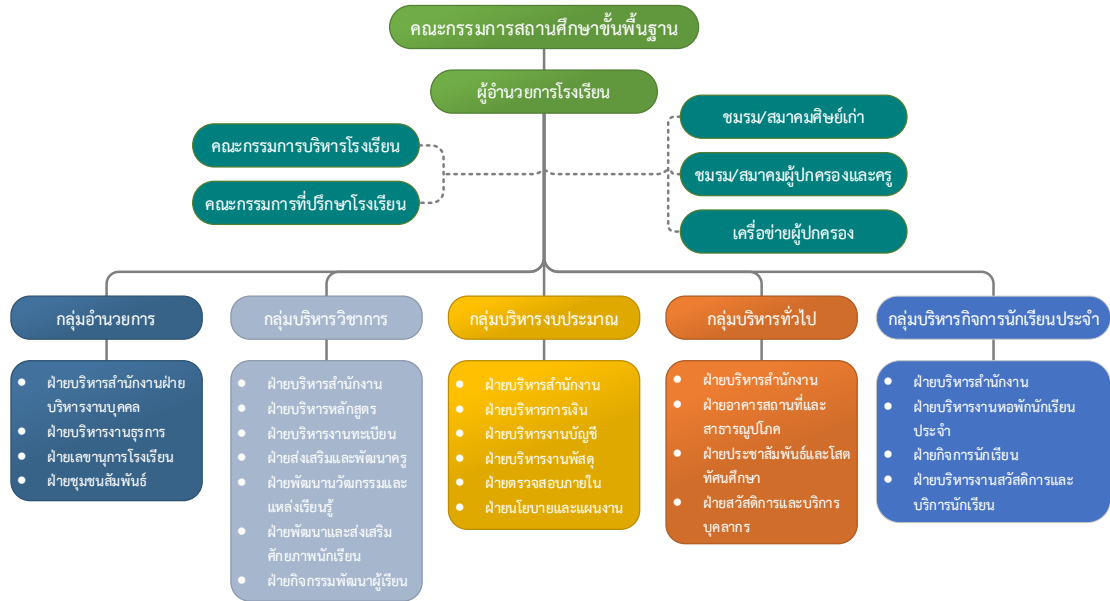 คณะกรรมการสถานศึกษาขั้นพื้นฐาน
ผู้อำนวยการโรงเรียน
คณะกรรมการบริหารโรงเรียน
คณะกรรมการที่ปรึกษาโรงเรียน
ชมรม/สมาคมศิษย์เก่า
ชมรม/สมาคมผู้ปกครองและครู
เครือข่ายผู้ปกครอง
กลุ่มอำนวยการ
ฝ่ายบริหารสำนักงานฝ่าย
บริหารงานบุคคล
ฝ่ายบริหารงานธุรการ
ฝ่ายเลขานุการโรงเรียน
ฝ่ายชุมชนสัมพันธ์
กลุ่มบริหารวิชาการ
ฝ่ายบริหารสำนักงาน
ฝ่ายบริหารหลักสูตร
ฝ่ายบริหารงานทะเบียน
ฝ่ายส่งเสริมและพัฒนาครู
ฝ่ายพัฒนานวัตกรรมและ
แหล่งเรียนรู้
ฝ่ายพัฒนาและส่งเสริม
ศักยภาพนักเรียน
ฝ่ายกิจกรรมพัฒนาผู้เรียน
กลุ่มบริหารงบประมาณ
ฝ่ายบริหารสำนักงาน
ฝ่ายบริหารการเงิน
ฝ่ายบริหารงานบัญชี
ฝ่ายบริหารงานพัสดุ
ฝ่ายตรวจสอบภายใน
ฝ่ายนโยบายและแผนงาน
กลุ่มบริหารทั่วไป
ฝ่ายบริหารสำนักงาน
ฝ่ายอาคารสถานที่และ
สาธารณูปโภค
ฝ่ายประชาสัมพันธ์และโสต
ทัศนศึกษา
ฝ่ายสวัสดิการและบริการ
บุคลากร
กลุ่มบริหารกิจการนักเรียนประจำ
ฝ่ายบริหารสำนักงาน
ฝ่ายบริหารงานหอพักนักเรียน
ประจำ
ฝ่ายกิจการนักเรียน
ฝ่ายบริหารงานสวัสดิการและ
บริการนักเรียน